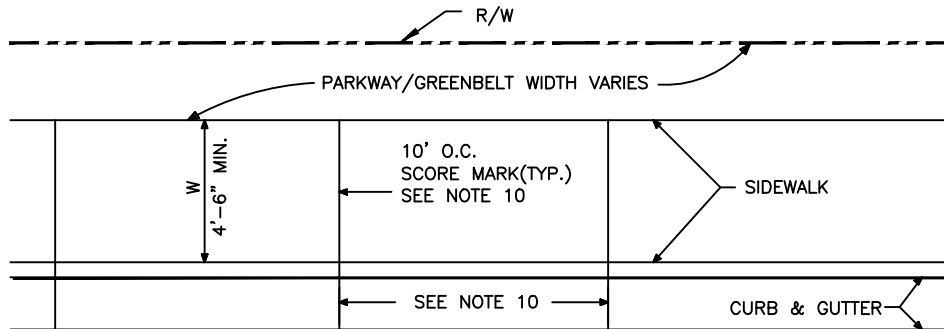 R/W
PARKWAY/GREENBELT WIDTH VARIES
W
4'-6" MIN.
10' O.C.
SCORE MARK(TYP.)
SEE NOTE 10
SIDEWALK
SEE NOTE 10
CURB & GUTTER